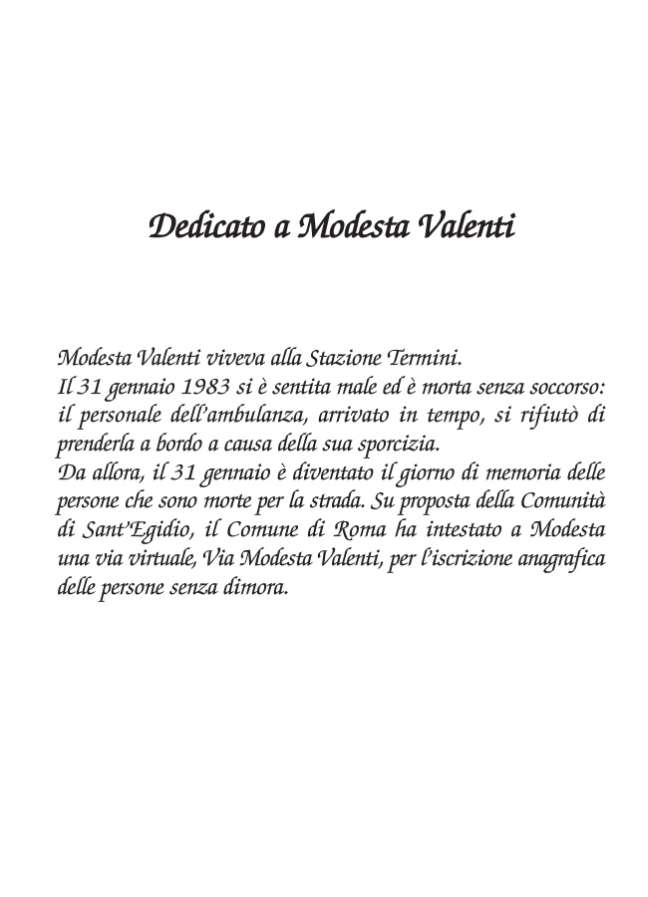 Dedicato a Modesta Valenti
Modesta Valenti viveva alla Stazione Termini.
Il 31 gennaio 1983 si è sentita male ed è morta senza soccorso:
il personale dell'ambulanza, arrivato in tempo, si rifiutò di
prenderla a bordo a causa della sua sporcizia.
Da allora, il 31 gennaio è diventato il giorno di memoria delle
persone che sono morte per la strada. Su proposta della Comunità
di Sant'Egidio, il Comune di Roma ha intestato a Modesta
una via virtuale, Via Modesta Valenti, per l'iscrizione anagrafica
delle persone senza dimora.